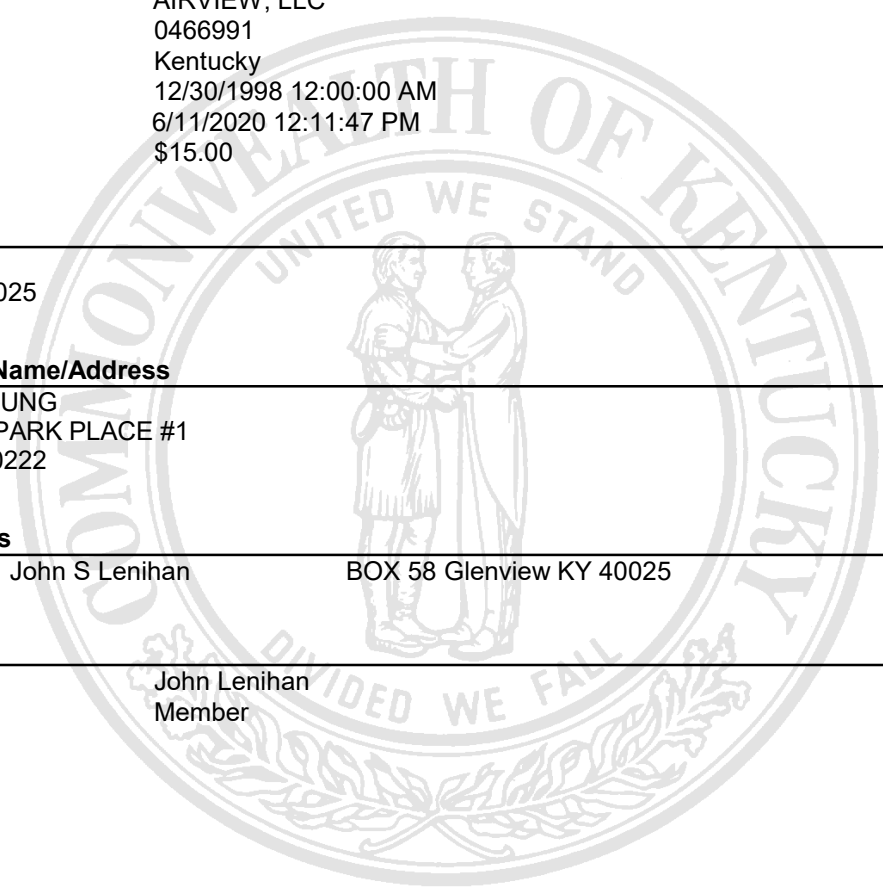 AIRVIEW, LLC
0466991
Kentucky
12/30/1998 12:00:00 AM
6/11/2020 12:11:47 PM
$15.00
025
Name/Address
UNG
PARK PLACE #1
0222
s
John S Lenihan BOX 58 Glenview KY 40025
John Lenihan
Member
COMMONWEALTH OF KENTUCKY
UNITED WE STAND
DIVIDED WE FALL